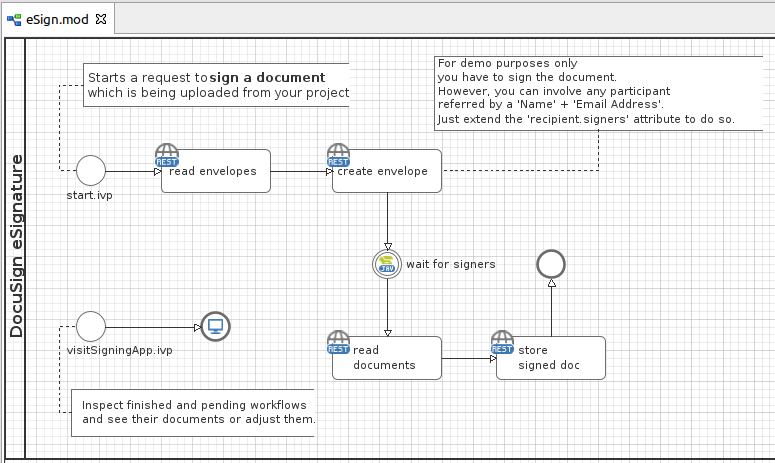 eSign.mod
DocuSign eSignature
Starts a request to sign a document
which is being uploaded from your project
For demo purposes only
you have to sign the document.
However, you can involve any participant
referred by a 'Name' + 'Email Address'.
Just extend the 'recipient.signers' attribute to do so.
start.ivp
REST
read envelopes
REST
create envelope
JAV
wait for signers
visitSigningApp.ivp
REST
read
documents
REST
store
signed doc
Inspect finished and pending workflows
and see their documents or adjust them.